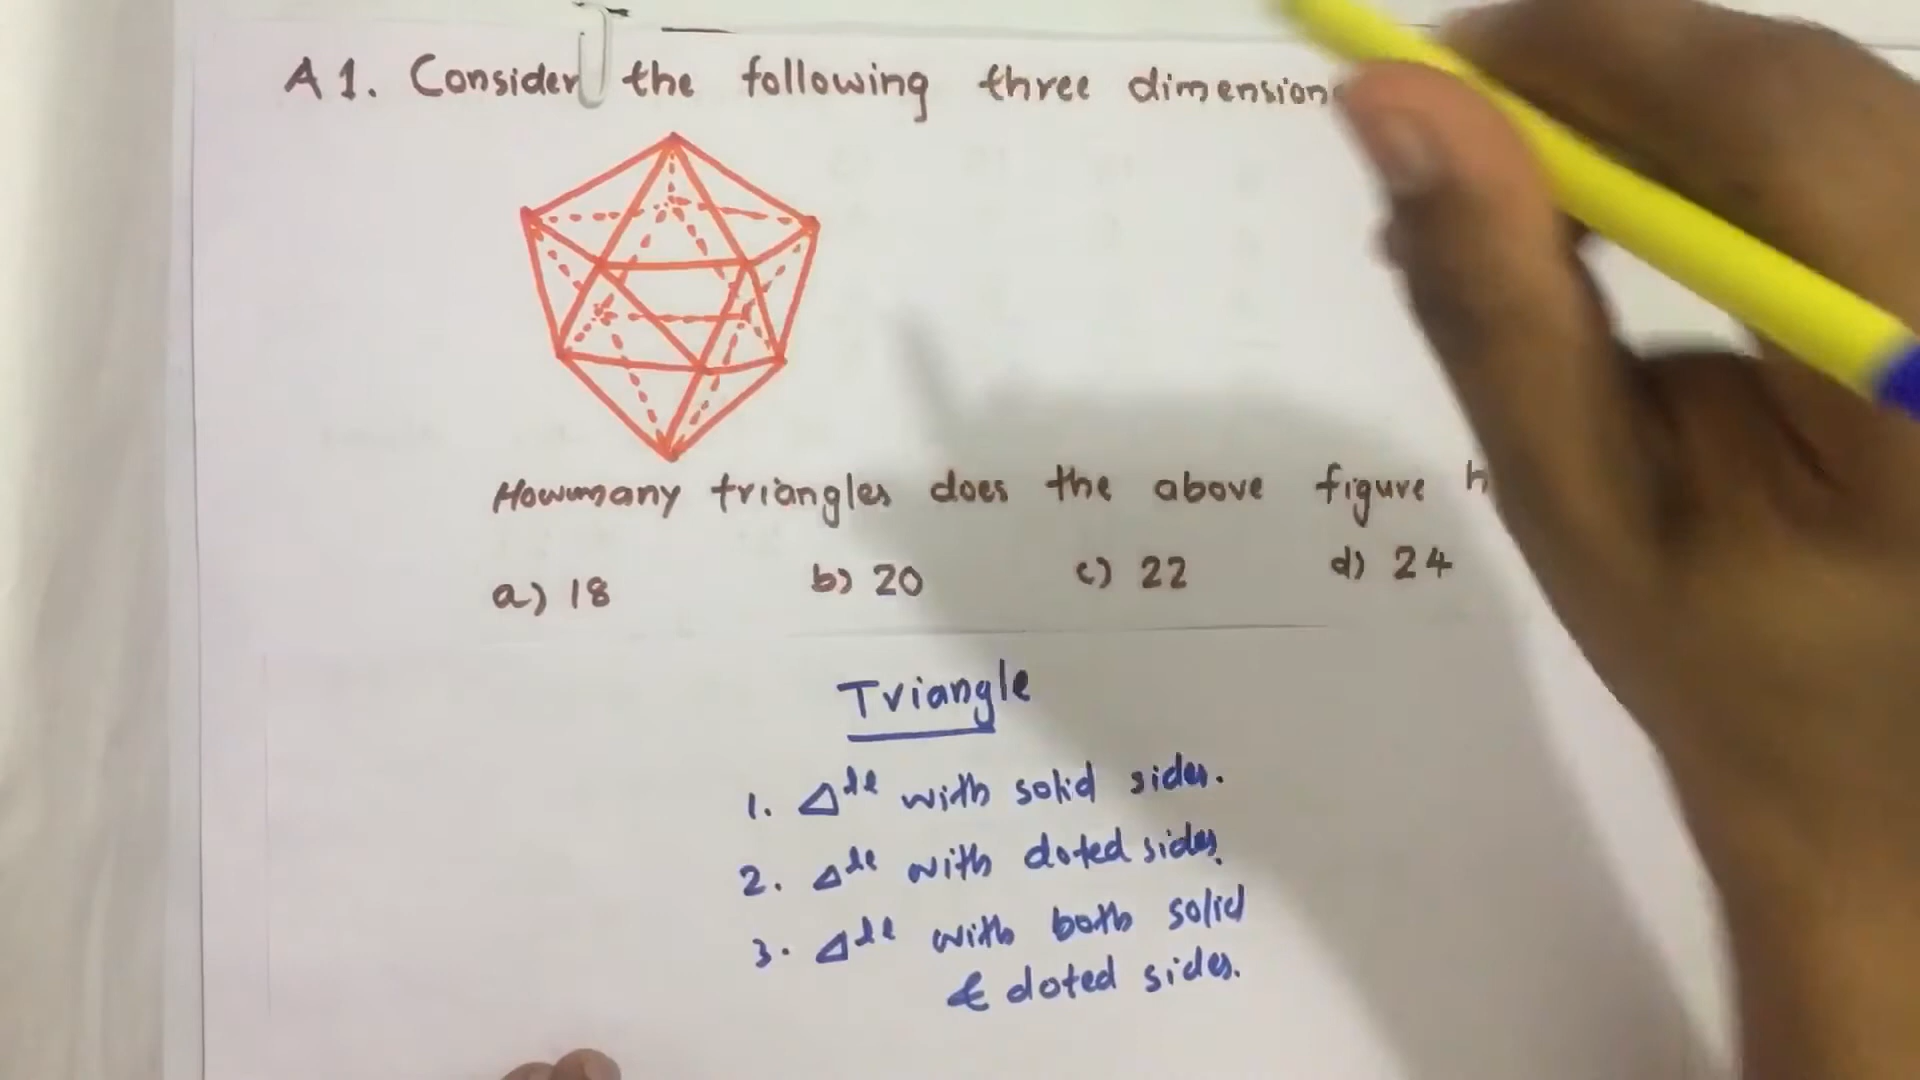 A1. Consider the following three dimension
Howmany triangles does the above figure h
a) 18 b) 20 c) 22 d) 24
Triangle
1. Δle with solid sides.
2. Δle with doted sides.
3. Δle with both solid
& doted sides.